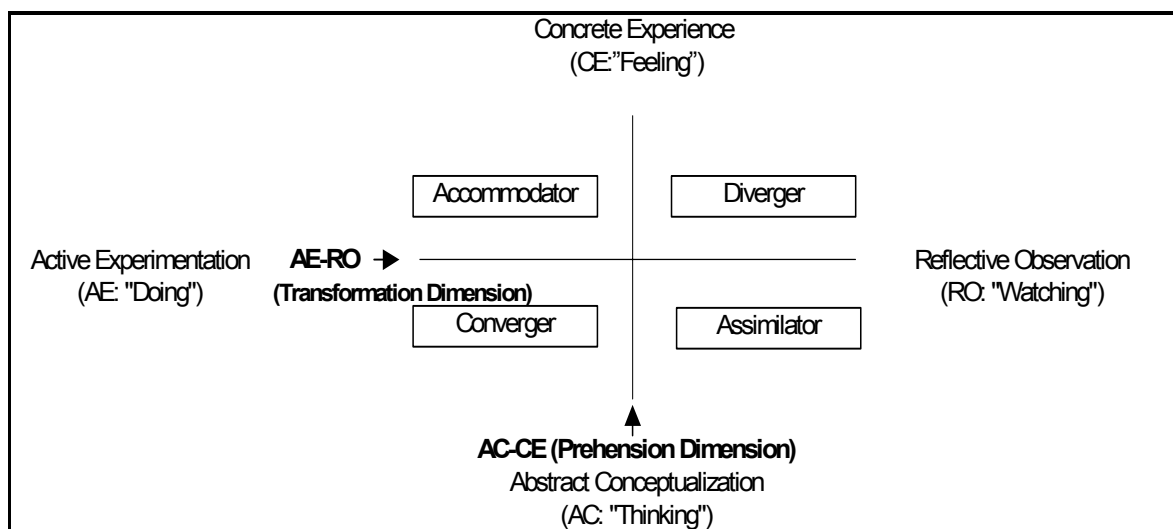 Concrete Experience
(CE:"Feeling”)
Accommodator
Diverger
Active Experimentation
(AE: "Doing")
AE-RO
(Transformation Dimension)
Reflective Observation
(RO: "Watching")
Converger
Assimilator
AC-CE (Prehension Dimension)
Abstract Conceptualization
(AC: "Thinking")